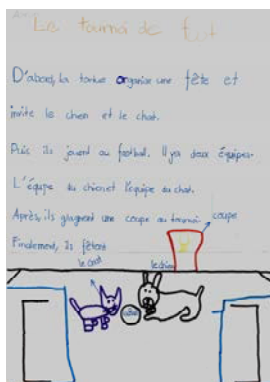 Le tournoi de fut
D'abord, la tortue organise une fête et
invite le chien et le chat.
Puis ils jouent au football. Il y a deux équipes.
L'équipe du chien et l'équipe du chat.
Après, ils gagnent une coupe au tournoi.
coupe
Finalement, ils fêtent
le chat
le chien